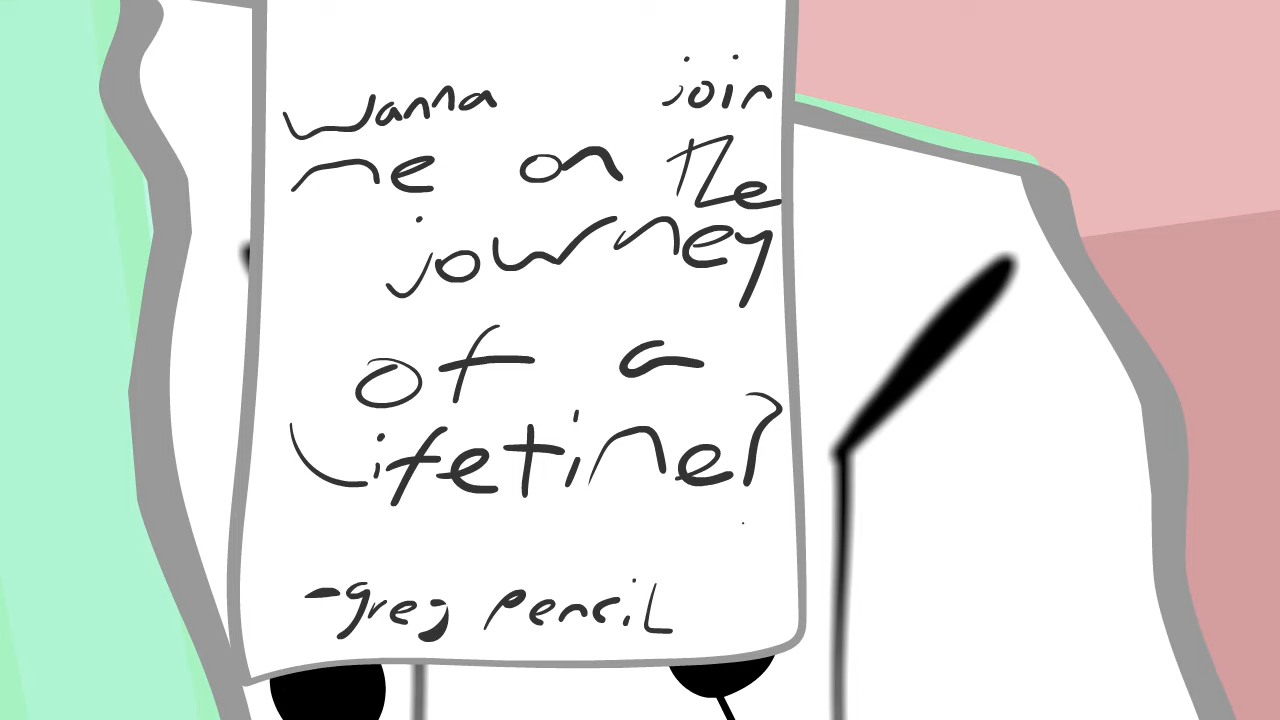 wanna join
me on the
journey
of a
Lifetime?
-greg pencil